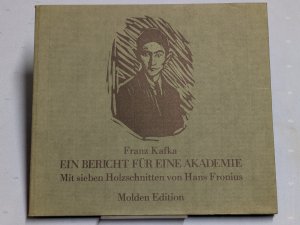 Franz Kafka
EIN BERICHT FÜR EINE AKADEMIE
Mit sieben Holzschnitten von Hans Fronius
Molden Edition